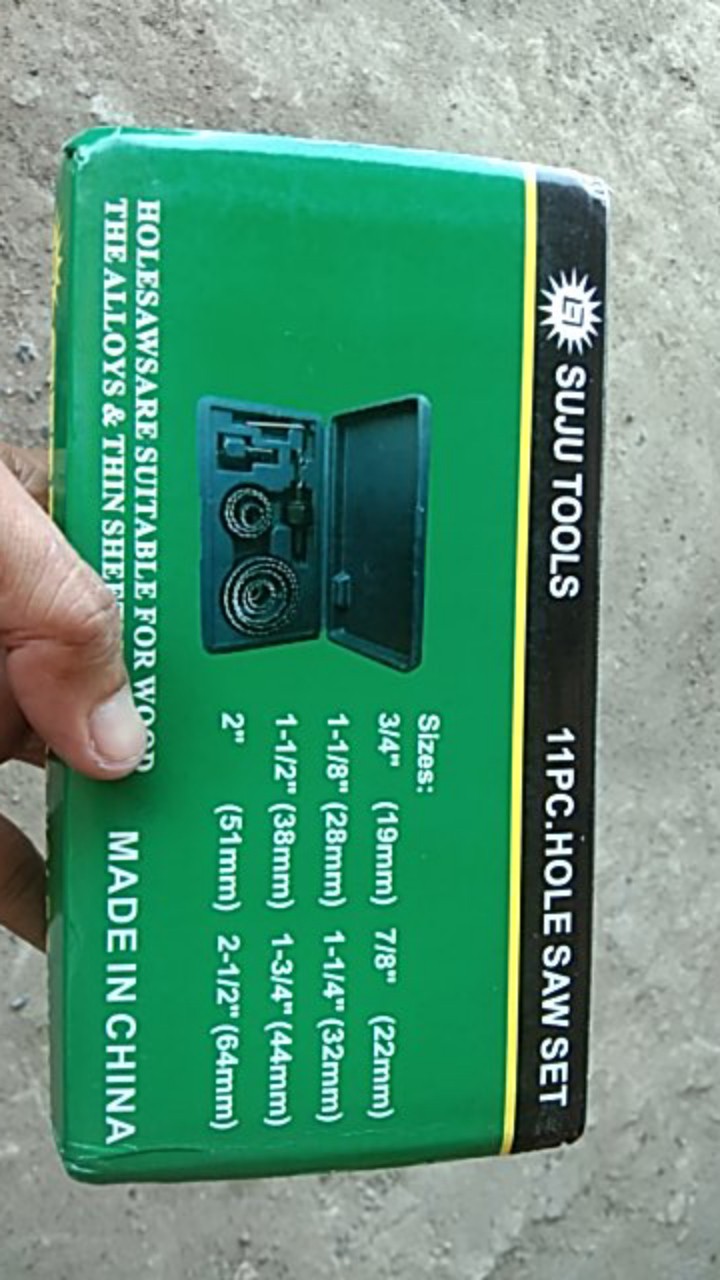 SUJU TOOLS
11PC.HOLE SAW SET
Sizes:
3/4" (19mm) 7/8" (22mm)
1-1/8" (28mm) 1-1/4" (32mm)
1-1/2" (38mm) 1-3/4" (44mm)
2" (51mm) 2-1/2" (64mm)
HOLESAWSARE SUITABLE FOR WOOD
THE ALLOYS & THIN
MADE IN CHINA